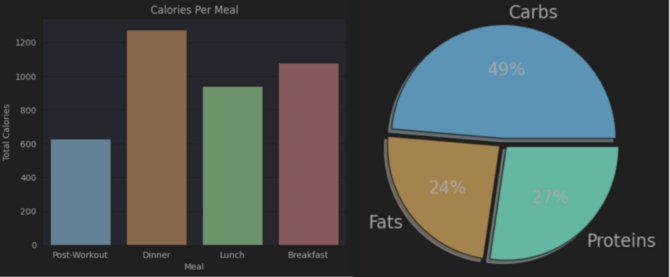 Calories Per Meal
Total Calories
1200
1000
800
600
400
200
0
Post-Workout
Dinner
Lunch
Breakfast
Meal
Carbs
49%
24%
27%
Fats
Proteins